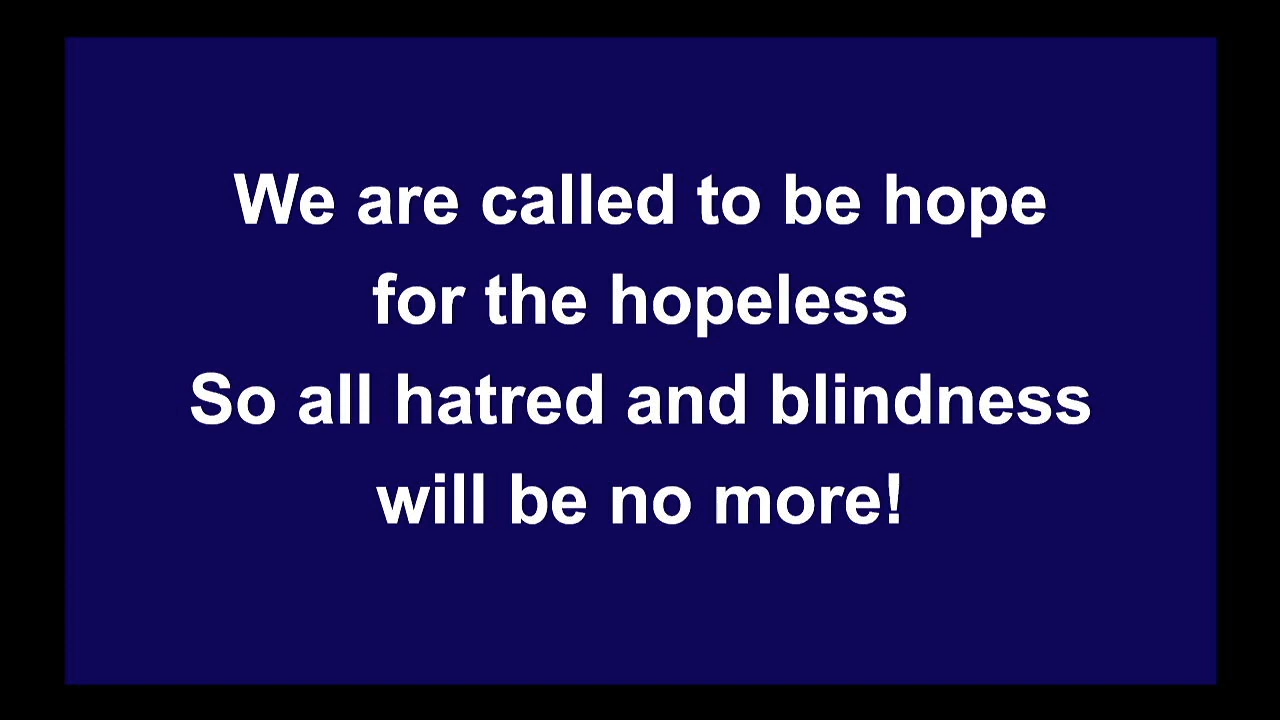 We are called to be hope
for the hopeless
So all hatred and blindness
will be no more!